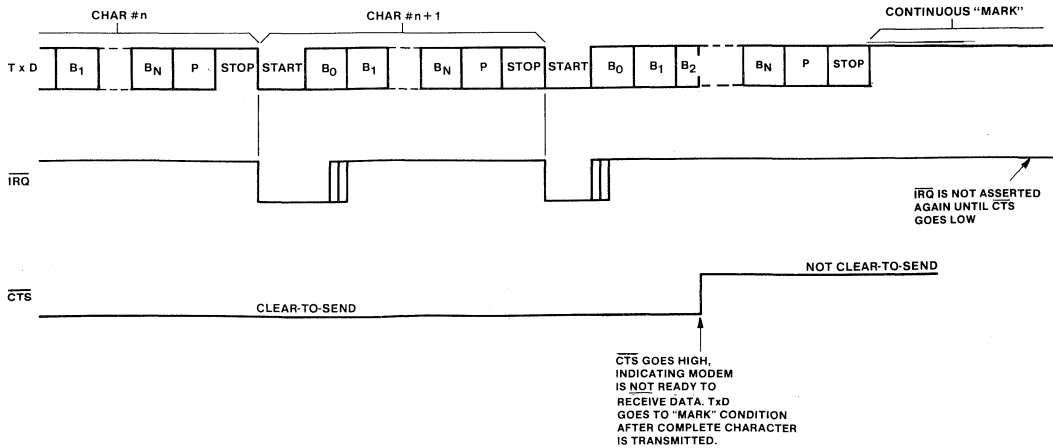 CHAR #n
CHAR #n + 1
CONTINUOUS "MARK"
TxD B1 BN P STOP START B0 B1 BN P STOP START B0 B1 B2 BN P STOP
IRQ
IRQ IS NOT ASSERTED
AGAIN UNTIL CTS
GOES LOW
NOT CLEAR-TO-SEND
CTS
CLEAR-TO-SEND
CTS GOES HIGH,
INDICATING MODEM
IS NOT READY TO
RECEIVE DATA. TxD
GOES TO "MARK" CONDITION
AFTER COMPLETE CHARACTER
IS TRANSMITTED.